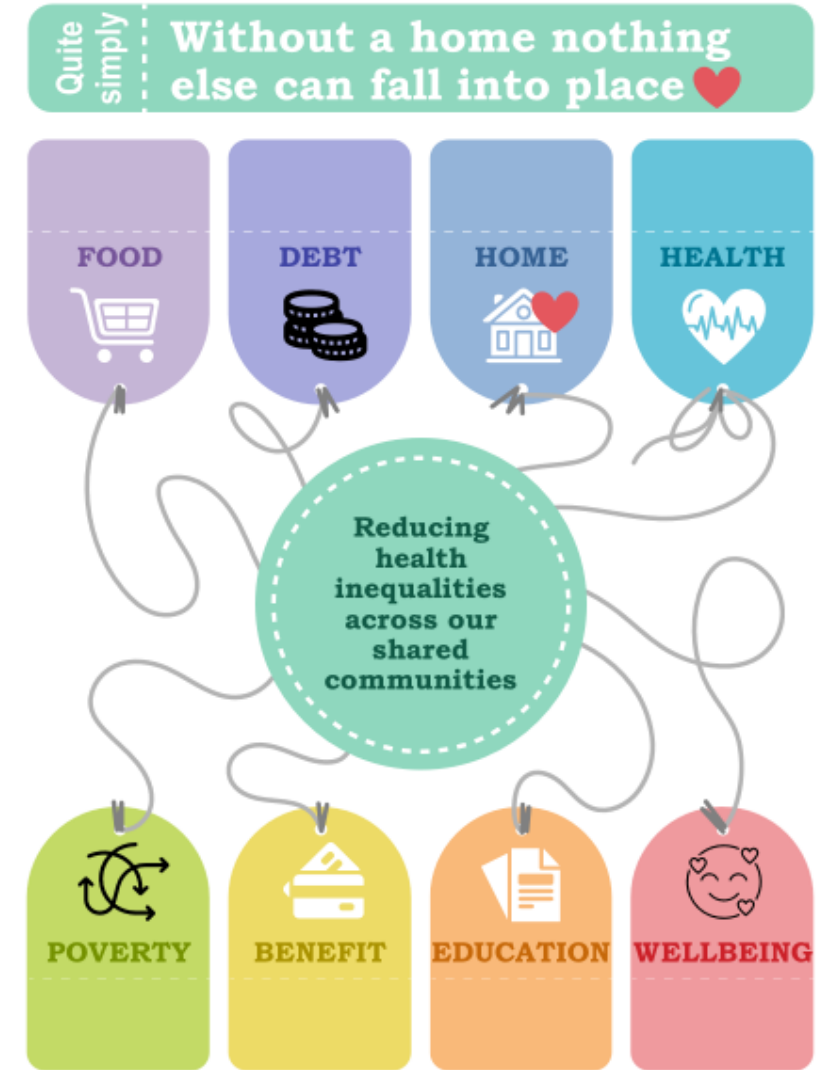 Quite
simply
Without a home nothing
else can fall into place
FOOD
DEBT
HOME
HEALTH
Reducing
health
inequalities
across our
shared
communities
POVERTY
BENEFIT
EDUCATION
WELLBEING